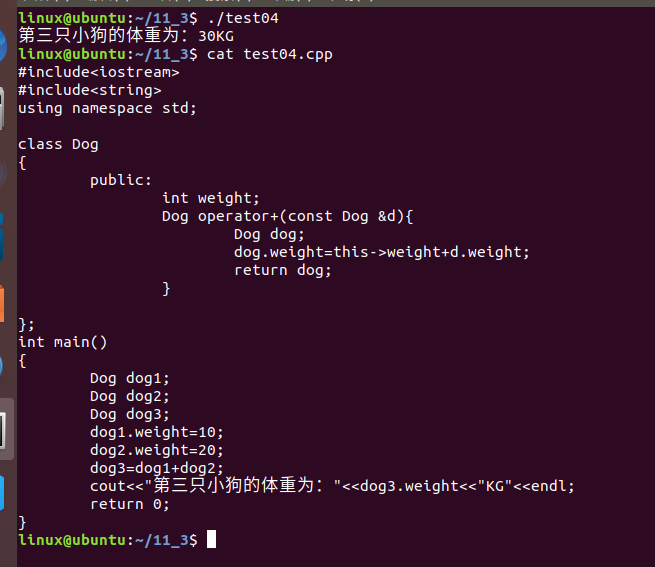 linux@ubuntu:~/11_3$ ./test04
第三只小狗的体重为：30KG
linux@ubuntu:~/11_3$ cat test04.cpp
#include<iostream>
#include<string>
using namespace std;

class Dog
{
        public:
                int weight;
                Dog operator+(const Dog &d){
                        Dog dog;
                        dog.weight=this->weight+d.weight;
                        return dog;
                }

};
int main()
{
        Dog dog1;
        Dog dog2;
        Dog dog3;
        dog1.weight=10;
        dog2.weight=20;
        dog3=dog1+dog2;
        cout<<"第三只小狗的体重为："<<dog3.weight<<"KG"<<endl;
        return 0;
}
linux@ubuntu:~/11_3$